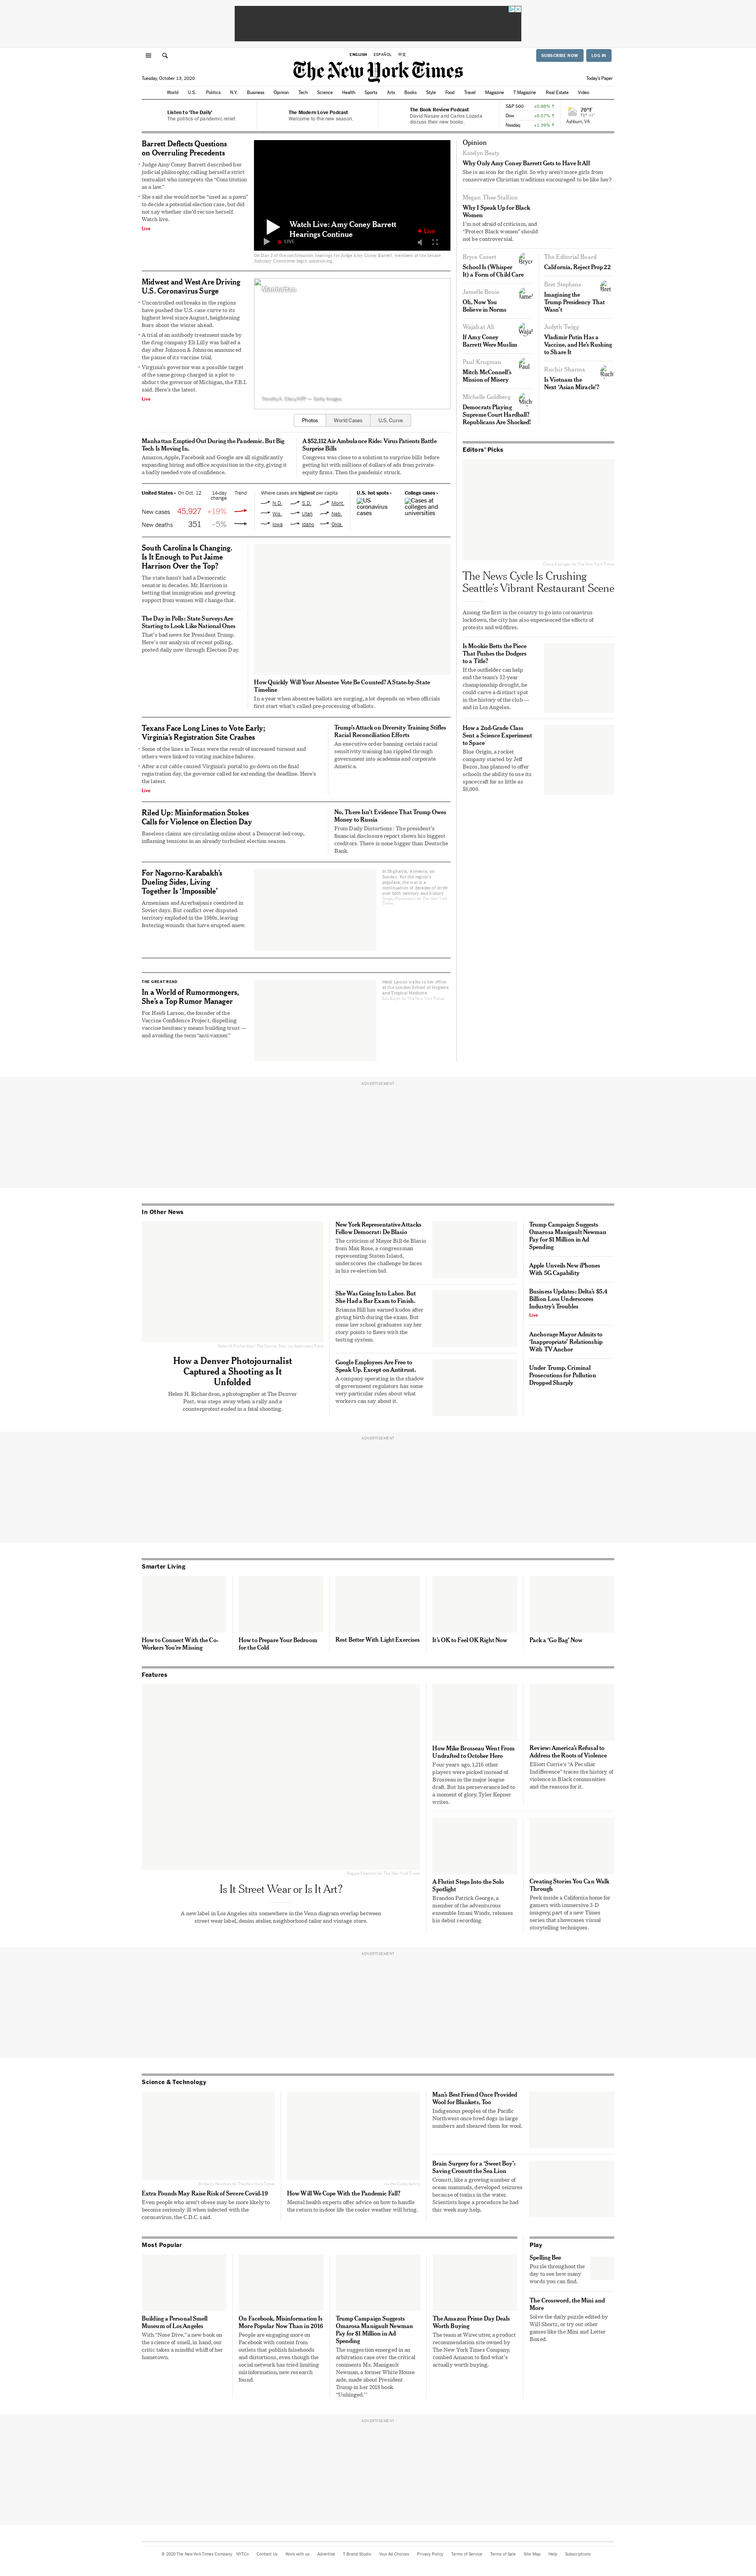 ENGLISH ESPAÑOL 中文
SUBSCRIBE NOW LOG IN
The New York Times
Tuesday, October 13, 2020
Today's Paper
World U.S. Politics N.Y. Business Opinion Tech Science Health Sports Arts Books Style Food Travel Magazine T Magazine Real Estate Video
Listen to 'The Daily'
The politics of pandemic relief.
The Modern Love Podcast
Welcome to the new season.
The Book Review Podcast
David Nasaw and Carlos Lozada
discuss their new books.
Dow
Nasdaq
70°F
Ashburn, VA
Barrett Deflects Questions
on Overruling Precedents
• Judge Amy Coney Barrett described her
judicial philosophy, calling herself a strict
textualist who interprets the “Constitution
as a law.”
• She said she would not be “used as a pawn”
to decide a potential election case, but did
not say whether she'd recuse herself.
Watch live.
Live
Watch Live: Amy Coney Barrett
Hearings Continue
Live
LIVE
On Day 2 of the confirmation hearings for Judge Amy Coney Barrett, members of the Senate
Judiciary Committee begin questioning.
Midwest and West Are Driving
U.S. Coronavirus Surge
• Uncontrolled outbreaks in the regions
have pushed the U.S. case curve to its
highest level since August, heightening
fears about the winter ahead.
• A trial of an antibody treatment made by
the drug company Eli Lilly was halted a
day after Johnson & Johnson announced
the pause of its vaccine trial.
• Virginia's governor was a possible target
of the same group charged in a plot to
abduct the governor of Michigan, the F.B.I.
said. Here's the latest.
Live
Manhattan.
Timothy A. Clary/AFP — Getty Images
Photos World Cases U.S. Curve
Manhattan Emptied Out During the Pandemic. But Big
Tech Is Moving In.
Amazon, Apple, Facebook and Google are all significantly
expanding hiring and office acquisition in the city, giving it
a badly needed vote of confidence.
A $52,112 Air Ambulance Ride: Virus Patients Battle
Surprise Bills
Congress was close to a solution to surprise bills before
getting hit with millions of dollars of ads from private-
equity firms. Then the pandemic struck.
United States › On Oct. 12 14-day
change Trend
New cases 45,927 +19%
New deaths 351 –5%
Where cases are highest per capita
N.D. S.D. Mont.
Wis. Utah Neb.
Iowa Idaho Okla.
U.S. hot spots ›
US
coronavirus
cases
College cases ›
Cases at
colleges and
universities
South Carolina Is Changing.
Is It Enough to Put Jaime
Harrison Over the Top?
The state hasn't had a Democratic
senator in decades. Mr. Harrison is
betting that immigration and growing
support from women will change that.
The Day in Polls: State Surveys Are
Starting to Look Like National Ones
That's bad news for President Trump.
Here's our analysis of recent polling,
posted daily now through Election Day.
How Quickly Will Your Absentee Vote Be Counted? A State-by-State
Timeline
In a year when absentee ballots are surging, a lot depends on when officials
first start what's called pre-processing of ballots.
Texans Face Long Lines to Vote Early;
Virginia's Registration Site Crashes
• Some of the lines in Texas were the result of increased turnout and
others were linked to voting machine failures.
• After a cut cable caused Virginia's portal to go down on the final
registration day, the governor called for extending the deadline. Here's
the latest.
Live
Trump's Attack on Diversity Training Stifles
Racial Reconciliation Efforts
An executive order banning certain racial
sensitivity training has rippled through
government into academia and corporate
America.
Riled Up: Misinformation Stokes
Calls for Violence on Election Day
Baseless claims are circulating online about a Democrat-led coup,
inflaming tensions in an already turbulent election season.
No, There Isn't Evidence That Trump Owes
Money to Russia
From Daily Distortions: The president's
financial disclosure report shows his biggest
creditors. There is none bigger than Deutsche
Bank.
For Nagorno-Karabakh's
Dueling Sides, Living
Together Is 'Impossible'
Armenians and Azerbaijanis coexisted in
Soviet days. But conflict over disputed
territory exploded in the 1980s, leaving
festering wounds that have erupted anew.
THE GREAT READ
In a World of Rumormongers,
She's a Top Rumor Manager
For Heidi Larson, the founder of the
Vaccine Confidence Project, dispelling
vaccine hesitancy means building trust —
and avoiding the term “anti-vaxxer.”
Heidi Larson walks to her office
at the London School of Hygiene
and Tropical Medicine.
Opinion
Katelyn Beaty
Why Only Amy Coney Barrett Gets to Have It All
She is an icon for the right. So why aren't more girls from
conservative Christian traditions encouraged to be like her?
Megan Thee Stallion
Why I Speak Up for Black
Women
I'm not afraid of criticism, and
“Protect Black women” should
not be controversial.
Bryce Covert
School Is (Whisper
It) a Form of Child Care
Jamelle Bouie
Oh, Now You
Believe in Norms
Wajahat Ali
If Amy Coney
Barrett Were Muslim
Paul Krugman
Mitch McConnell's
Mission of Misery
Michelle Goldberg
Democrats Playing
Supreme Court Hardball?
Republicans Are Shocked!
The Editorial Board
California, Reject Prop 22
Bret Stephens
Imagining the
Trump Presidency That
Wasn't
Judith Twigg
Vladimir Putin Has a
Vaccine, and He's Rushing
to Share It
Ruchir Sharma
Is Vietnam the
Next 'Asian Miracle'?
Editors' Picks
The News Cycle Is Crushing
Seattle's Vibrant Restaurant Scene
Among the first in the country to go into coronavirus
lockdown, the city has also experienced the effects of
protests and wildfires.
Is Mookie Betts the Piece
That Pushes the Dodgers
to a Title?
If the outfielder can help
end the team's 32-year
championship drought, he
could carve a distinct spot
in the history of the club —
and in Los Angeles.
How a 2nd-Grade Class
Sent a Science Experiment
to Space
Blue Origin, a rocket
company started by Jeff
Bezos, has planned to offer
schools the ability to use its
spacecraft for as little as
$8,000.
ADVERTISEMENT
In Other News
How a Denver Photojournalist
Captured a Shooting as It
Unfolded
Helen H. Richardson, a photographer at The Denver
Post, was steps away when a rally and a
counterprotest ended in a fatal shooting.
New York Representative Attacks
Fellow Democrat: De Blasio
The criticism of Mayor Bill de Blasio
from Max Rose, a congressman
representing Staten Island,
underscores the challenge he faces
in his re-election bid.
She Was Going Into Labor. But
She Had a Bar Exam to Finish.
Brianna Hill has earned kudos after
giving birth during the exam. But
some law school graduates say her
story points to flaws with the
testing system.
Google Employees Are Free to
Speak Up. Except on Antitrust.
A company operating in the shadow
of government regulators has some
very particular rules about what
workers can say about it.
Trump Campaign Suggests
Omarosa Manigault Newman
Pay for $1 Million in Ad
Spending
Apple Unveils New iPhones
With 5G Capability
Business Updates: Delta's $5.4
Billion Loss Underscores
Industry's Troubles
Live
Anchorage Mayor Admits to
'Inappropriate' Relationship
With TV Anchor
Under Trump, Criminal
Prosecutions for Pollution
Dropped Sharply
ADVERTISEMENT
Smarter Living
How to Connect With the Co-
Workers You're Missing
How to Prepare Your Bedroom
for the Cold
Rest Better With Light Exercises
It's OK to Feel OK Right Now
Pack a 'Go Bag' Now
Features
Is It Street Wear or Is It Art?
A new label in Los Angeles sits somewhere in the Venn diagram overlap between
street wear label, denim atelier, neighborhood tailor and vintage store.
How Mike Brosseau Went From
Undrafted to October Hero
Four years ago, 1,216 other
players were picked instead of
Brosseau in the major league
draft. But his perseverance led to
a moment of glory, Tyler Kepner
writes.
Review: America's Refusal to
Address the Roots of Violence
Elliott Currie's “A Peculiar
Indifference” traces the history of
violence in Black communities
and the reasons for it.
A Flutist Steps Into the Solo
Spotlight
Brandon Patrick George, a
member of the adventurous
ensemble Imani Winds, releases
his debut recording.
Creating Stories You Can Walk
Through
Peek inside a California home for
gamers with immersive 3-D
imagery, part of a new Times
series that showcases visual
storytelling techniques.
ADVERTISEMENT
Science & Technology
Extra Pounds May Raise Risk of Severe Covid-19
Even people who aren't obese may be more likely to
become seriously ill when infected with the
coronavirus, the C.D.C. said.
How Will We Cope With the Pandemic Fall?
Mental health experts offer advice on how to handle
the return to indoor life the cooler weather will bring.
Man's Best Friend Once Provided
Wool for Blankets, Too
Indigenous peoples of the Pacific
Northwest once bred dogs in large
numbers and sheared them for wool.
Brain Surgery for a 'Sweet Boy':
Saving Cronutt the Sea Lion
Cronutt, like a growing number of
ocean mammals, developed seizures
because of toxins in the water.
Scientists hope a procedure he had
this week may help.
Most Popular
Building a Personal Smell
Museum of Los Angeles
With “Nose Dive,” a new book on
the science of smell, in hand, our
critic takes a mindful whiff of her
hometown.
On Facebook, Misinformation Is
More Popular Now Than in 2016
People are engaging more on
Facebook with content from
outlets that publish falsehoods
and distortions, even though the
social network has tried limiting
misinformation, new research
found.
Trump Campaign Suggests
Omarosa Manigault Newman
Pay for $1 Million in Ad
Spending
The suggestion emerged in an
arbitration case over the critical
comments Ms. Manigault
Newman, a former White House
aide, made about President
Trump in her 2018 book
“Unhinged.”
The Amazon Prime Day Deals
Worth Buying
The team at Wirecutter, a product
recommendation site owned by
The New York Times Company,
combed Amazon to find what's
actually worth buying.
Play
Spelling Bee
Puzzle throughout the
day to see how many
words you can find.
The Crossword, the Mini and
More
Solve the daily puzzle edited by
Will Shortz, or try out other
games like the Mini and Letter
Boxed.
ADVERTISEMENT
© 2020 The New York Times Company NYTCo Contact Us Work with us Advertise T Brand Studio Your Ad Choices Privacy Policy Terms of Service Terms of Sale Site Map Help Subscriptions